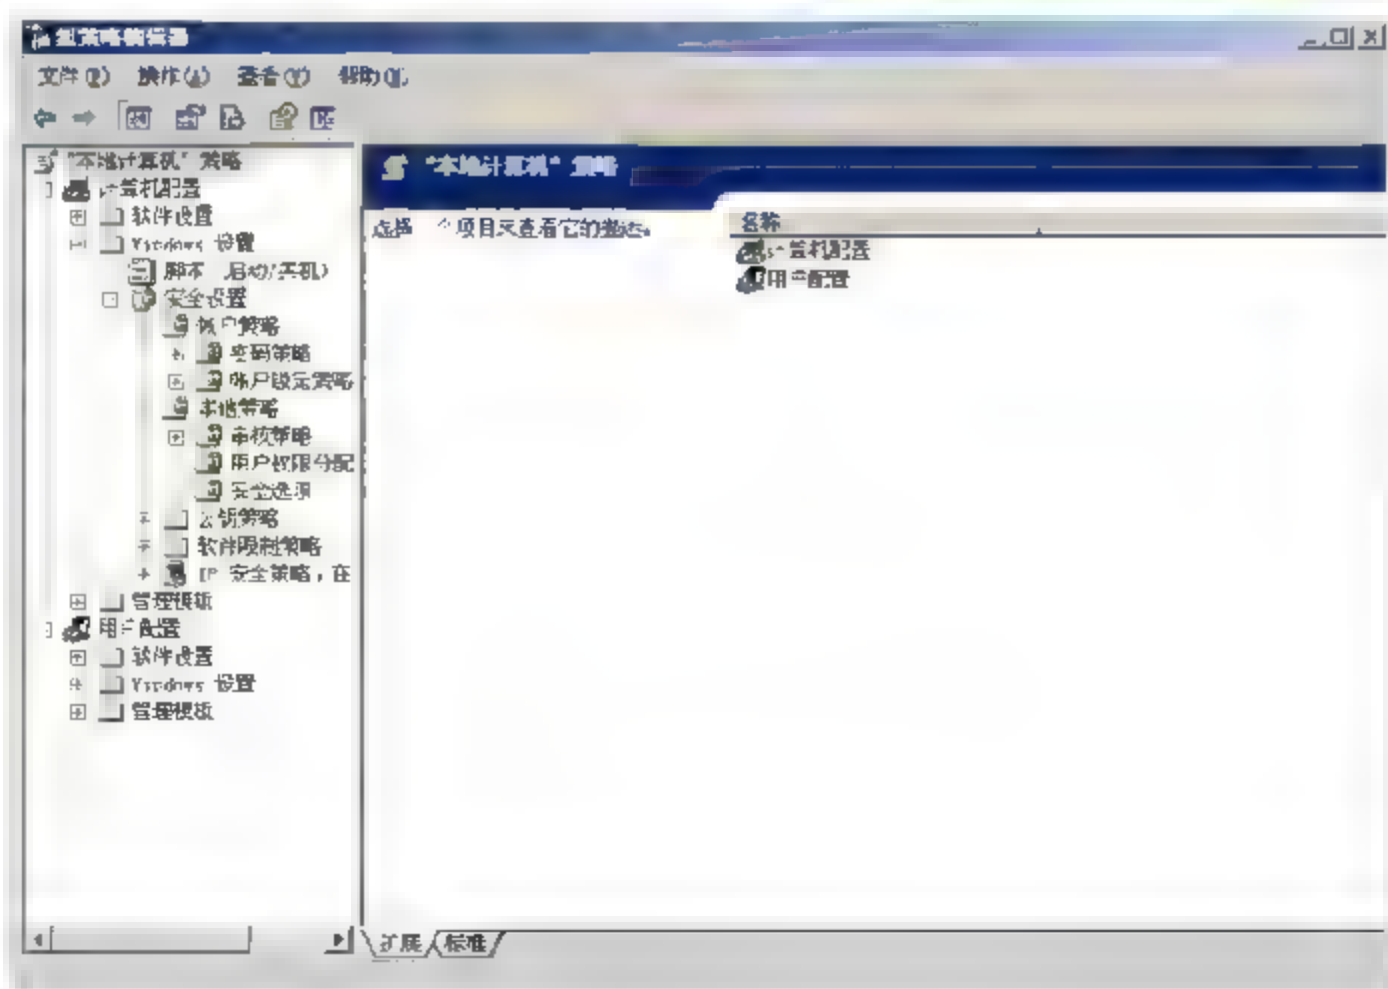 组策略编辑器
文件(F) 操作(A) 查看(V) 帮助(H)
"本地计算机" 策略
计算机配置
软件设置
Windows 设置
脚本 启动/关机)
安全设置
帐户策略
密码策略
帐户锁定策略
本地策略
审核策略
用户权限分配
安全选项
公钥策略
软件限制策略
IP 安全策略，在
管理模板
用户配置
软件设置
Windows 设置
管理模板
"本地计算机" 策略
选择 个项目来查看它的描述。
名称
计算机配置
用户配置
扩展 标准